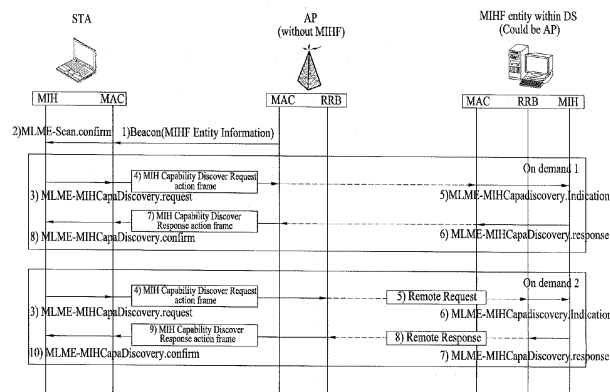 STA
AP
(without MIHF)
MIHF entity within DS
(Could be AP)
MIH MAC
MAC RRB
MAC RRB MIH
2)MLME-Scan.confirm
1)Beacon(MIHF Entity Information)
On demand 1
4) MIH Capability Discover Request
action frame
3) MLME-MIHCapaDiscovery.request
5)MLME-MIHCapadiscovery.Indication
7) MIH Capability Discover
Response action frame
8) MLME-MIHCapaDiscovery.confirm
6) MLME-MIHCapaDiscovery.response
On demand 2
4) MIH Capability Discover Request
action frame
5) Remote Request
3) MLME-MIHCapaDiscovery.request
6) MLME-MIHCapadiscovery.Indication
9) MIH Capability Discover
Response action frame
8) Remote Response
10) MLME-MIHCapaDiscovery.confirm
7) MLME-MIHCapaDiscovery.response